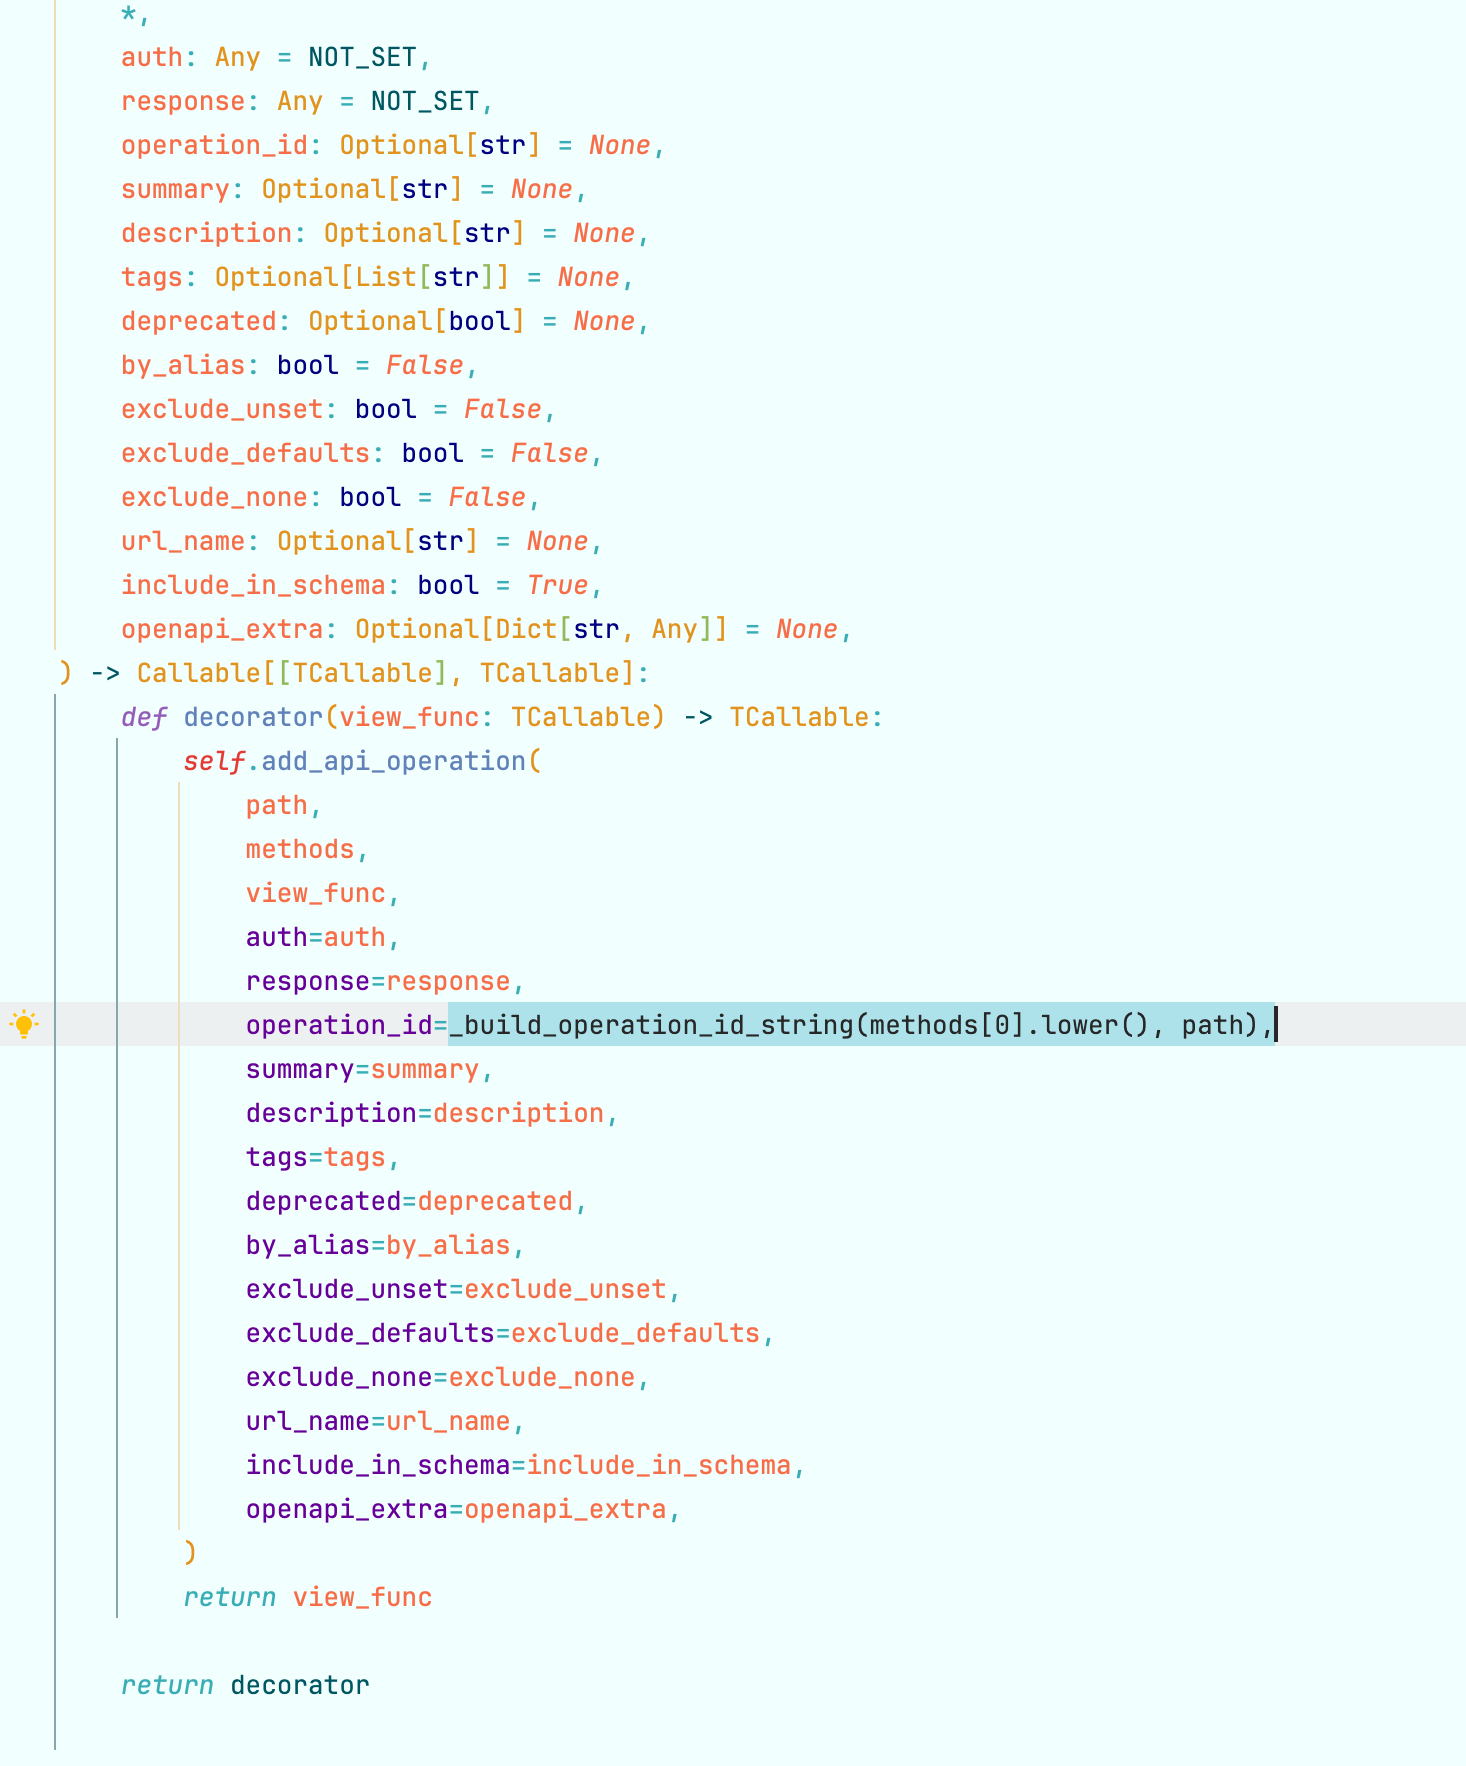 *,
auth: Any = NOT_SET,
response: Any = NOT_SET,
operation_id: Optional[str] = None,
summary: Optional[str] = None,
description: Optional[str] = None,
tags: Optional[List[str]] = None,
deprecated: Optional[bool] = None,
by_alias: bool = False,
exclude_unset: bool = False,
exclude_defaults: bool = False,
exclude_none: bool = False,
url_name: Optional[str] = None,
include_in_schema: bool = True,
openapi_extra: Optional[Dict[str, Any]] = None,
) -> Callable[[TCallable], TCallable]:
def decorator(view_func: TCallable) -> TCallable:
self.add_api_operation(
path,
methods,
view_func,
auth=auth,
response=response,
operation_id=_build_operation_id_string(methods[0].lower(), path),
summary=summary,
description=description,
tags=tags,
deprecated=deprecated,
by_alias=by_alias,
exclude_unset=exclude_unset,
exclude_defaults=exclude_defaults,
exclude_none=exclude_none,
url_name=url_name,
include_in_schema=include_in_schema,
openapi_extra=openapi_extra,
)
return view_func
return decorator